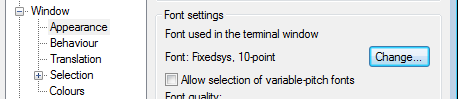 Window
Appearance
Behaviour
Translation
Selection
Colours
Font settings
Font used in the terminal window
Font: Fixedsys, 10-point
Change...
Allow selection of variable-pitch fonts
Font quality: